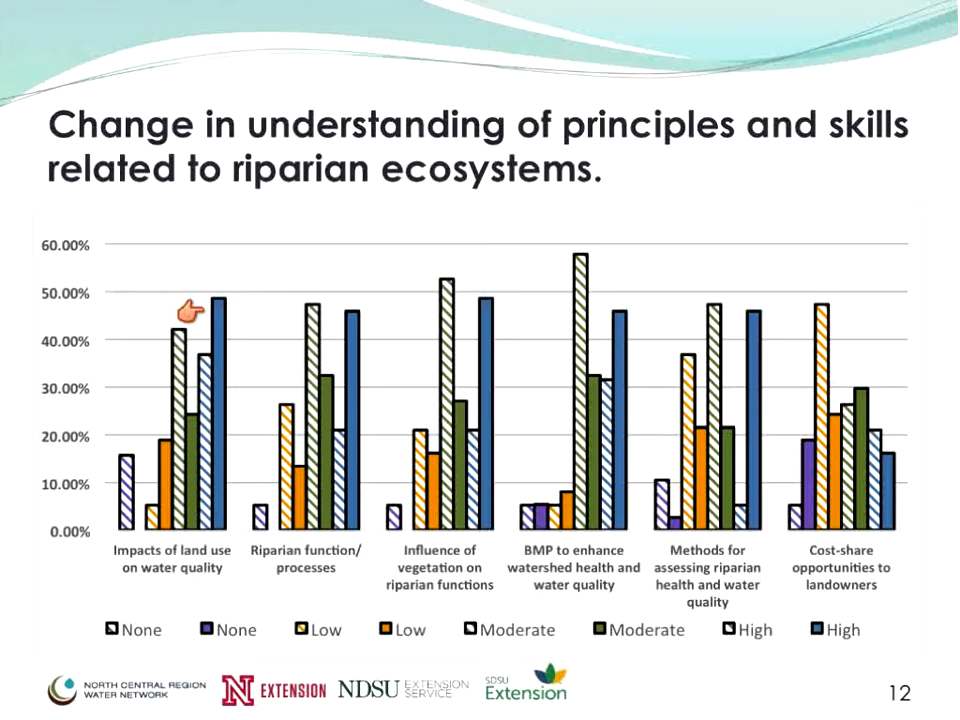 Change in understanding of principles and skills
related to riparian ecosystems.
60.00%
50.00%
40.00%
30.00%
20.00%
10.00%
0.00%
Impacts of land use
on water quality
Riparian function/
processes
Influence of
vegetation on
riparian functions
BMP to enhance
watershed health and
water quality
Methods for
assessing riparian
health and water
quality
Cost-share
opportunities to
landowners
None None Low Low Moderate Moderate High High
NORTH CENTRAL REGION
WATER NETWORK
N EXTENSION
NDSU EXTENSION
SERVICE
SDSU
Extension
12